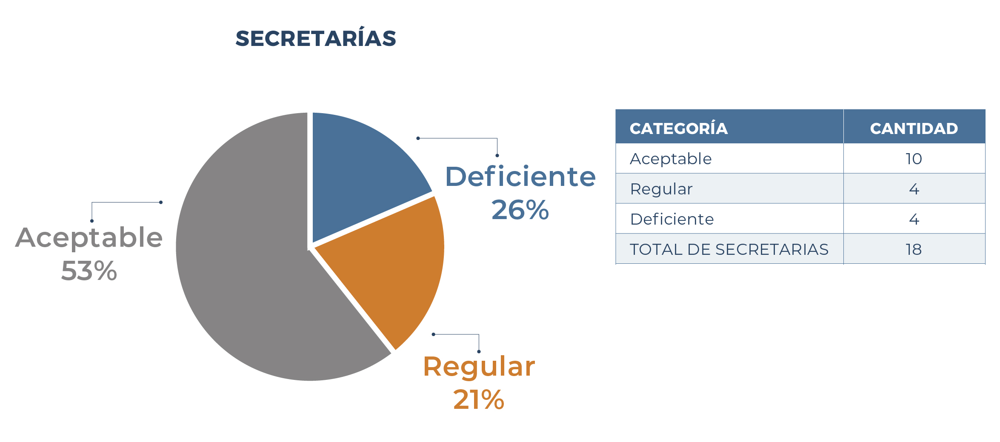 SECRETARÍAS
Deficiente
26%
Aceptable
53%
Regular
21%
CATEGORÍA CANTIDAD
Aceptable 10
Regular 4
Deficiente 4
TOTAL DE SECRETARIAS 18